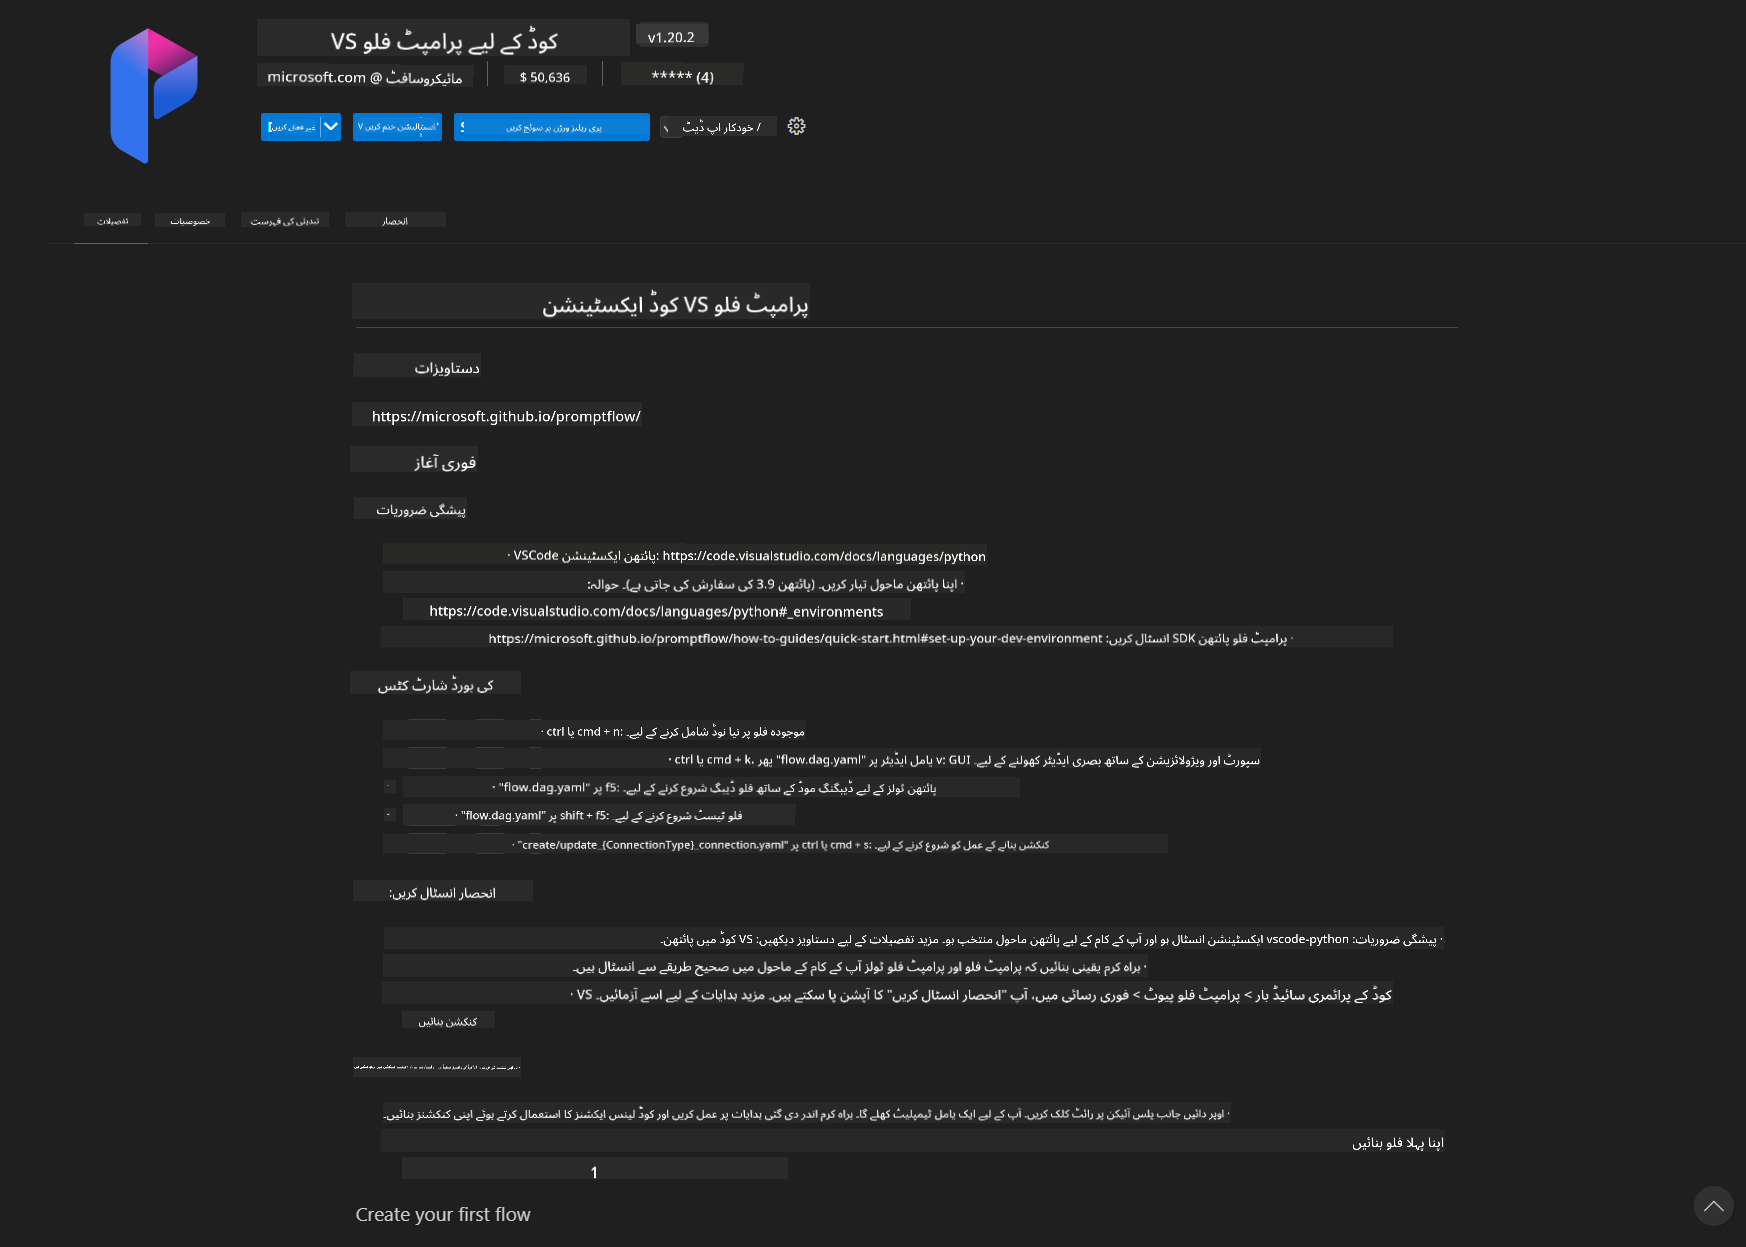 کوڈ کے لیے پرامپٹ فلو VS
v1.20.2
microsoft.com @ مائیکروسافٹ
$ 50,636
***** (4)
غیر فعال کریں
انسٹالیشن ختم کریں
پری ریلیز ورژن پر سوئچ کریں
خودکار اپ ڈیٹ /
تفصیلات
خصوصیات
تبدیلی کی فہرست
انحصار
پرامپٹ فلو VS کوڈ ایکسٹینشن
دستاویزات
https://microsoft.github.io/promptflow/
فوری آغاز
پیشگی ضروریات
· VSCode پائتھن ایکسٹینشن: https://code.visualstudio.com/docs/languages/python
· اپنا پائتھن ماحول تیار کریں۔ (پائتھن 3.9 کی سفارش کی جاتی ہے)۔ حوالہ:
https://code.visualstudio.com/docs/languages/python#_environments
· پرامپٹ فلو پائتھن SDK انسٹال کریں: https://microsoft.github.io/promptflow/how-to-guides/quick-start.html#set-up-your-dev-environment
کی بورڈ شارٹ کٹس
· ctrl یا cmd + n: موجودہ فلو پر نیا نوڈ شامل کرنے کے لیے۔
· ctrl یا cmd + k، پھر "flow.dag.yaml" یامل ایڈیٹر پر v: GUI سپورٹ اور ویژولائزیشن کے ساتھ بصری ایڈیٹر کھولنے کے لیے۔
· "flow.dag.yaml" پر f5: پائتھن ٹولز کے لیے ڈیبگنگ موڈ کے ساتھ فلو ڈیبگ شروع کرنے کے لیے۔
· "flow.dag.yaml" پر shift + f5: فلو ٹیسٹ شروع کرنے کے لیے۔
· "create/update_{ConnectionType}_connection.yaml" پر ctrl یا cmd + s: کنکشن بنانے کے عمل کو شروع کرنے کے لیے۔
انحصار انسٹال کریں:
· پیشگی ضروریات: vscode-python ایکسٹینشن انسٹال ہو اور آپ کے کام کے لیے پائتھن ماحول منتخب ہو۔ مزید تفصیلات کے لیے دستاویز دیکھیں: VS کوڈ میں پائتھن۔
· براہ کرم یقینی بنائیں کہ پرامپٹ فلو اور پرامپٹ فلو ٹولز آپ کے کام کے ماحول میں صحیح طریقے سے انسٹال ہیں۔
· VS کوڈ کے پرائمری سائیڈ بار > پرامپٹ فلو پیوٹ > فوری رسائی میں، آپ "انحصار انسٹال کریں" کا آپشن پا سکتے ہیں۔ مزید ہدایات کے لیے اسے آزمائیں۔
کنکشن بنائیں
· اوپر دائیں جانب پلس آئیکن پر رائٹ کلک کریں۔ آپ کے لیے ایک یامل ٹیمپلیٹ کھلے گا۔ براہ کرم اندر دی گئی ہدایات پر عمل کریں اور کوڈ لینس ایکشنز کا استعمال کرتے ہوئے اپنی کنکشنز بنائیں۔
اپنا پہلا فلو بنائیں
1
Create your first flow